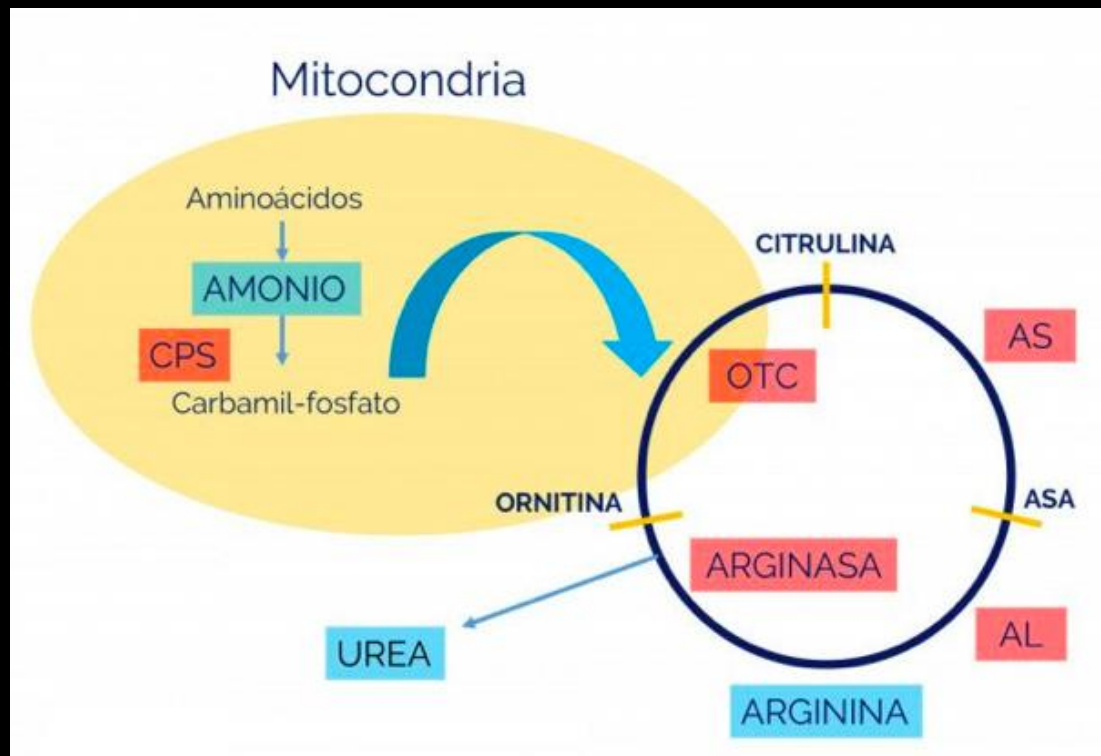 Mitocondria
Aminoácidos
AMONIO
CPS
Carbamil-fosfato
CITRULINA
AS
OTC
ORNITINA
ASA
ARGINASA
AL
UREA
ARGININA